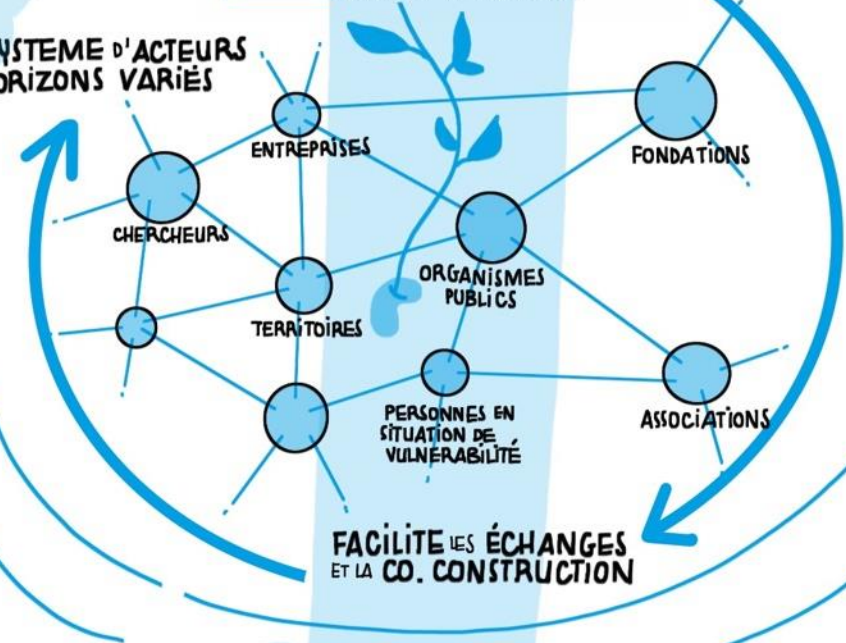 YSTEME D'ACTEURS
ORIZONS VARIÉS
ENTREPRISES
FONDATIONS
CHERCHEURS
ORGANISMES
PUBLICS
TERRITOIRES
PERSONNES EN
SITUATION DE
VULNÉRABILITÉ
ASSOCIATIONS
FACILITE LES ÉCHANGES
ET LA CO. CONSTRUCTION